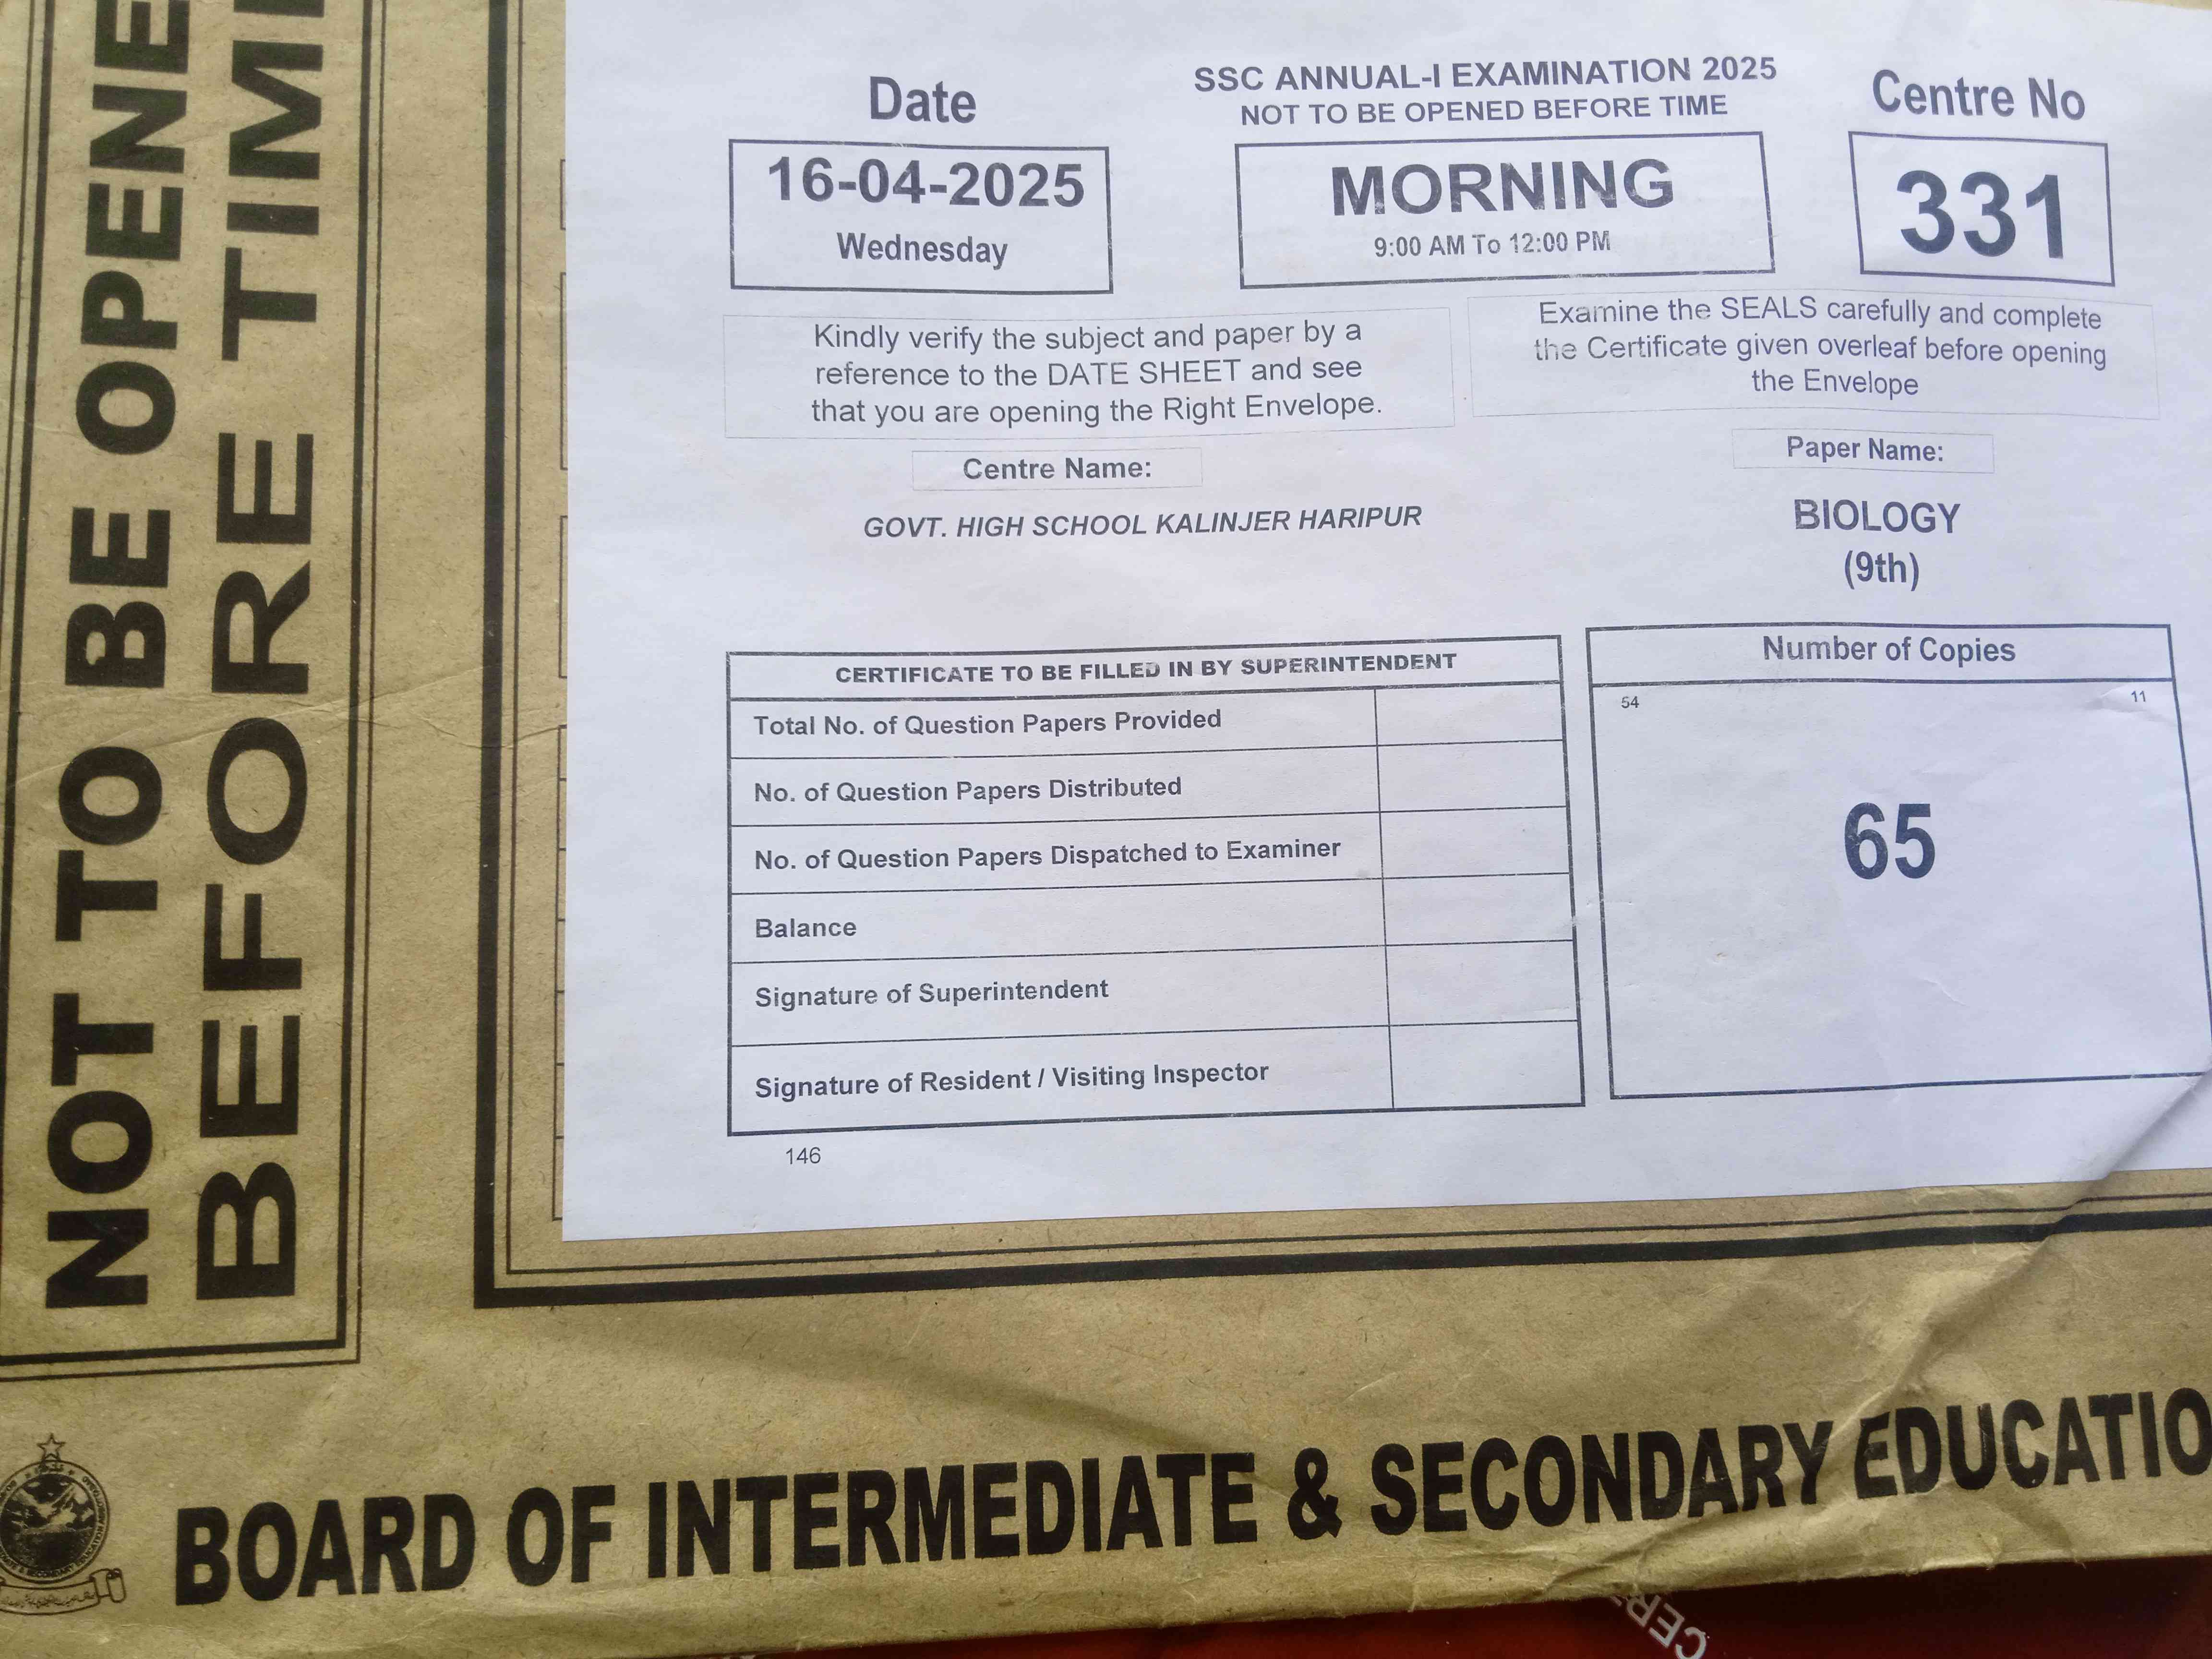 NOT TO BE OPENE
BEFORE TIM
Date
SSC ANNUAL-I EXAMINATION 2025
NOT TO BE OPENED BEFORE TIME
Centre No
16-04-2025
Wednesday
MORNING
9:00 AM To 12:00 PM
331
Kindly verify the subject and paper by a
reference to the DATE SHEET and see
that you are opening the Right Envelope.
Examine the SEALS carefully and complete
the Certificate given overleaf before opening
the Envelope
Centre Name:
GOVT. HIGH SCHOOL KALINJER HARIPUR
Paper Name:
BIOLOGY
(9th)
CERTIFICATE TO BE FILLED IN BY SUPERINTENDENT
Total No. of Question Papers Provided
No. of Question Papers Distributed
No. of Question Papers Dispatched to Examiner
Balance
Signature of Superintendent
Signature of Resident / Visiting Inspector
Number of Copies
54 11
65
146
BOARD OF INTERMEDIATE & SECONDARY EDUCATIO
CER